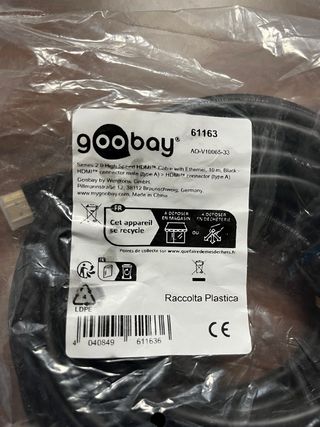 goobay®
61163
AO-V10065-33
Series 2.0 High Speed HDMI™ Cable with Ethernet, 10 m, Black -
HDMI™ connector male (type A) > HDMI™ connector (type A)
Goobay by Wentronic GmbH,
Pillmannstraße 12, 38112 Braunschweig, Germany,
www.mygoobay.com
Made in China
FR
Cet appareil
se recycle
À DÉPOSER
EN MAGASIN
OU
À DÉPOSER
EN DÉCHÈTERIE
Points de collecte sur www.quefairedemesdechets.fr
FR
4
LDPE
Raccolta Plastica
CE
4 040849 611636